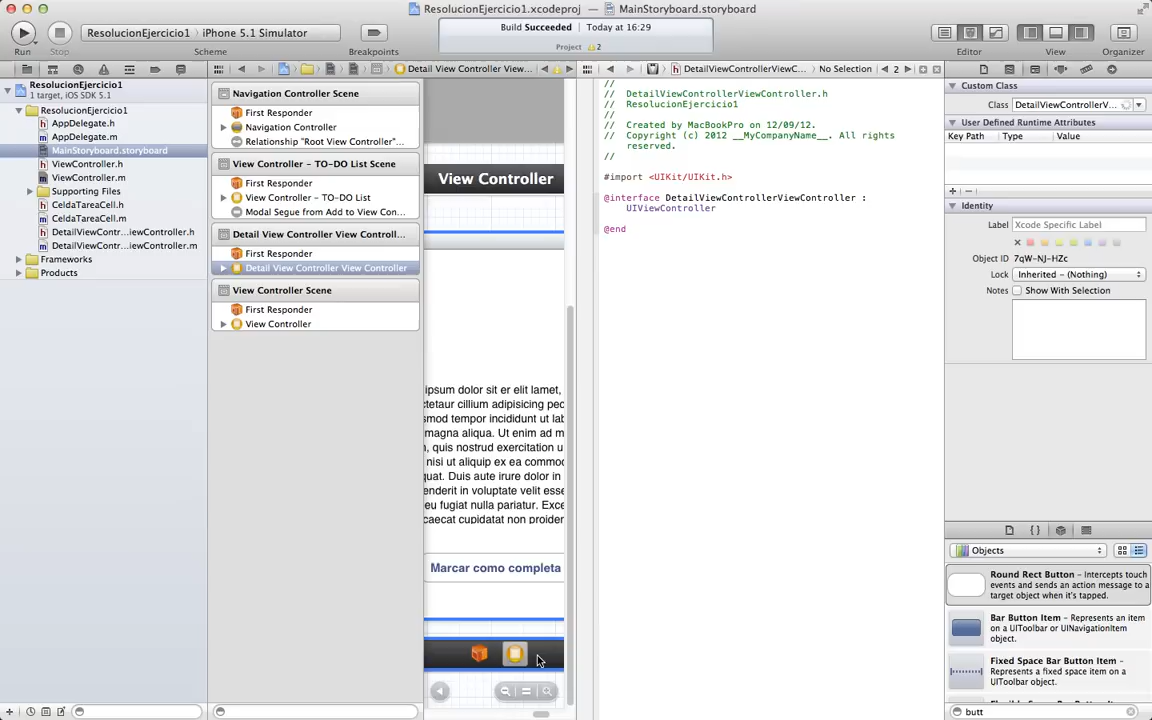 ResolucionEjercicio1.xcodeproj — MainStoryboard.storyboard
Run
Stop
ResolucionEjercicio1 iPhone 5.1 Simulator
Scheme
Breakpoints
Build Succeeded Today at 16:29
Project 2
Editor
View
Organizer
Detail View Controller View...
DetailViewControllerViewC...
No Selection
2
ResolucionEjercicio1
1 target, iOS SDK 5.1
ResolucionEjercicio1
AppDelegate.h
AppDelegate.m
MainStoryboard.storyboard
ViewController.h
ViewController.m
Supporting Files
CeldaTareaCell.h
CeldaTareaCell.m
DetailViewContr...iewController.h
DetailViewContr...iewController.m
Frameworks
Products
Navigation Controller Scene
First Responder
Navigation Controller
Relationship "Root View Controller"...
View Controller – TO-DO List Scene
First Responder
View Controller – TO-DO List
Modal Segue from Add to View Con...
Detail View Controller View Controll...
First Responder
Detail View Controller View Controller
View Controller Scene
First Responder
View Controller
View Controller
ipsum dolor sit er elit lamet,
ctetaur cillium adipisicing pec
smod tempor incididunt ut lab
magna aliqua. Ut enim ad m
n, quis nostrud exercitation u
nisi ut aliquip ex ea commod
quat. Duis aute irure dolor in
enderit in voluptate velit esse
eu fugiat nulla pariatur. Exce
caecat cupidatat non proiden
Marcar como completa
//
// DetailViewControllerViewController.h
// ResolucionEjercicio1
//
// Created by MacBookPro on 12/09/12.
// Copyright (c) 2012 __MyCompanyName__. All rights
reserved.
//
#import <UIKit/UIKit.h>
@interface DetailViewControllerViewController :
UIViewController
@end
Custom Class
Class DetailViewControllerV...
User Defined Runtime Attributes
Key Path Type Value
Identity
Label Xcode Specific Label
Object ID 7qW-NJ-HZc
Lock Inherited - (Nothing)
Notes Show With Selection
Objects
Round Rect Button - Intercepts touch
events and sends an action message to a
target object when it's tapped.
Bar Button Item - Represents an item
on a UIToolbar or UINavigationItem
object.
Fixed Space Bar Button Item -
Represents a fixed space item on a
UIToolbar object.
butt